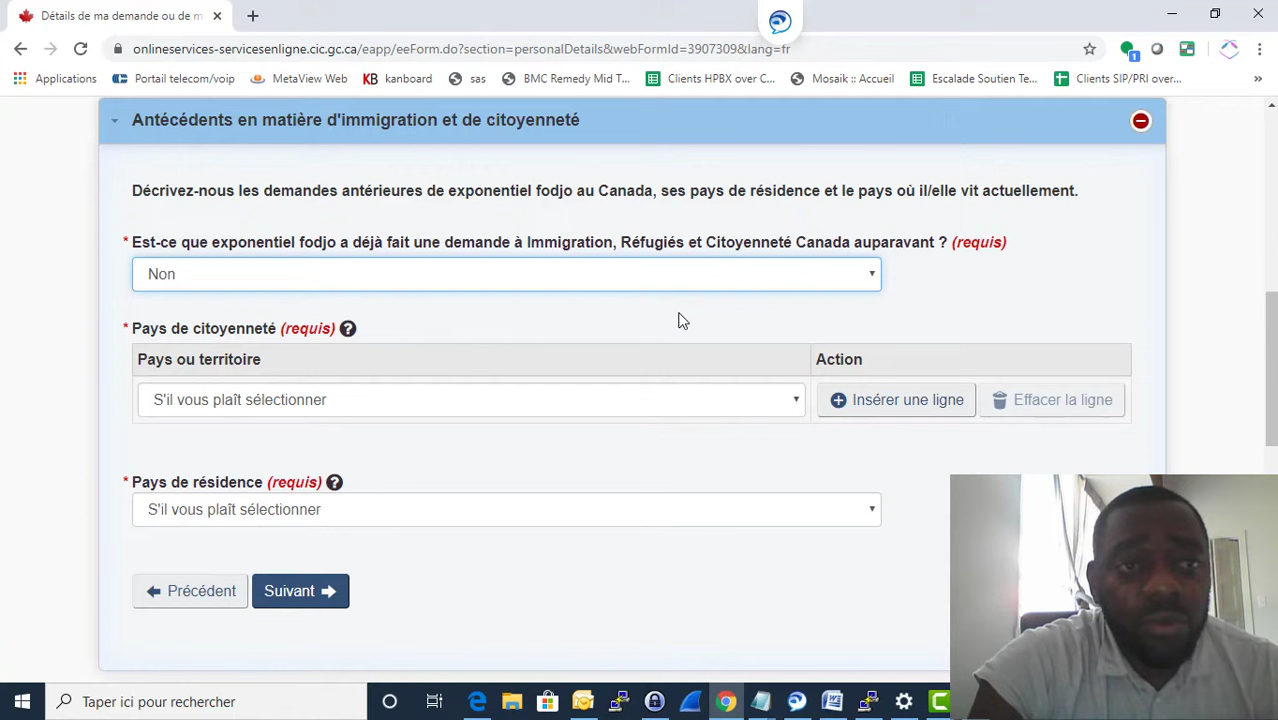 Détails de ma demande ou de m
onlineservices-servicesenligne.cic.gc.ca/eapp/eeForm.do?section=personalDetails&webFormId=3907309&lang=fr
1
Applications Portail telecom/voip MetaView Web KB kanboard sas BMC Remedy Mid T... Clients HPBX over C... Mosaik :: Accueil Escalade Soutien Te... Clients SIP/PRI over... »
Antécédents en matière d'immigration et de citoyenneté
Décrivez-nous les demandes antérieures de exponentiel fodjo au Canada, ses pays de résidence et le pays où il/elle vit actuellement.
* Est-ce que exponentiel fodjo a déjà fait une demande à Immigration, Réfugiés et Citoyenneté Canada auparavant ? (requis)
Non
* Pays de citoyenneté (requis) ?
Pays ou territoire Action
S'il vous plaît sélectionner Insérer une ligne Effacer la ligne
* Pays de résidence (requis) ?
S'il vous plaît sélectionner
Précédent Suivant
Taper ici pour rechercher